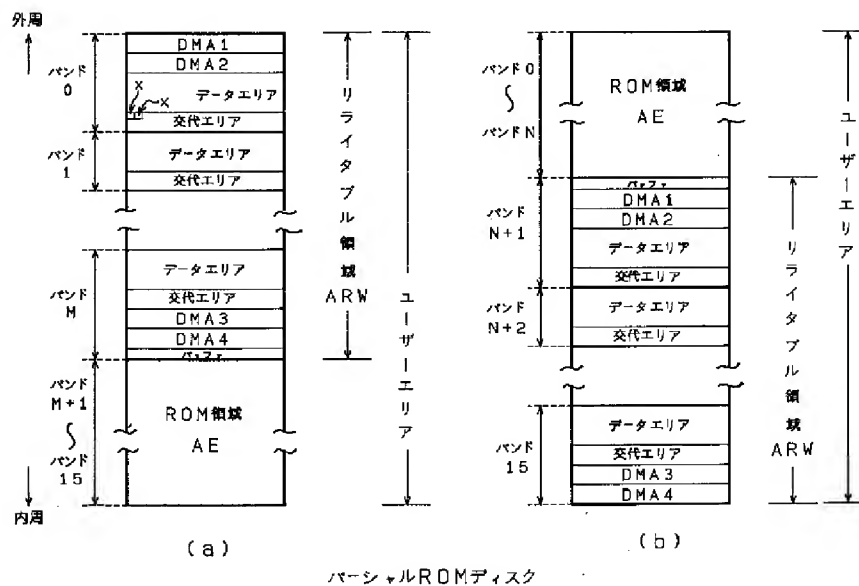 外周
バンド
0
DMA1
DMA2
データエリア
X
X
交代エリア
バンド
1
データエリア
交代エリア
バンド
M
データエリア
交代エリア
DMA3
DMA4
バッファ
バンド
M+1
バンド
15
ROM領域
AE
内周
リライタブル領域
ARW
ユーザーエリア
(a)
バンド0
バンドN
ROM領域
AE
バンド
N+1
バッファ
DMA1
DMA2
データエリア
交代エリア
バンド
N+2
データエリア
交代エリア
バンド
15
データエリア
交代エリア
DMA3
DMA4
リライタブル領域
ARW
ユーザーエリア
(b)
パーシャルROMディスク